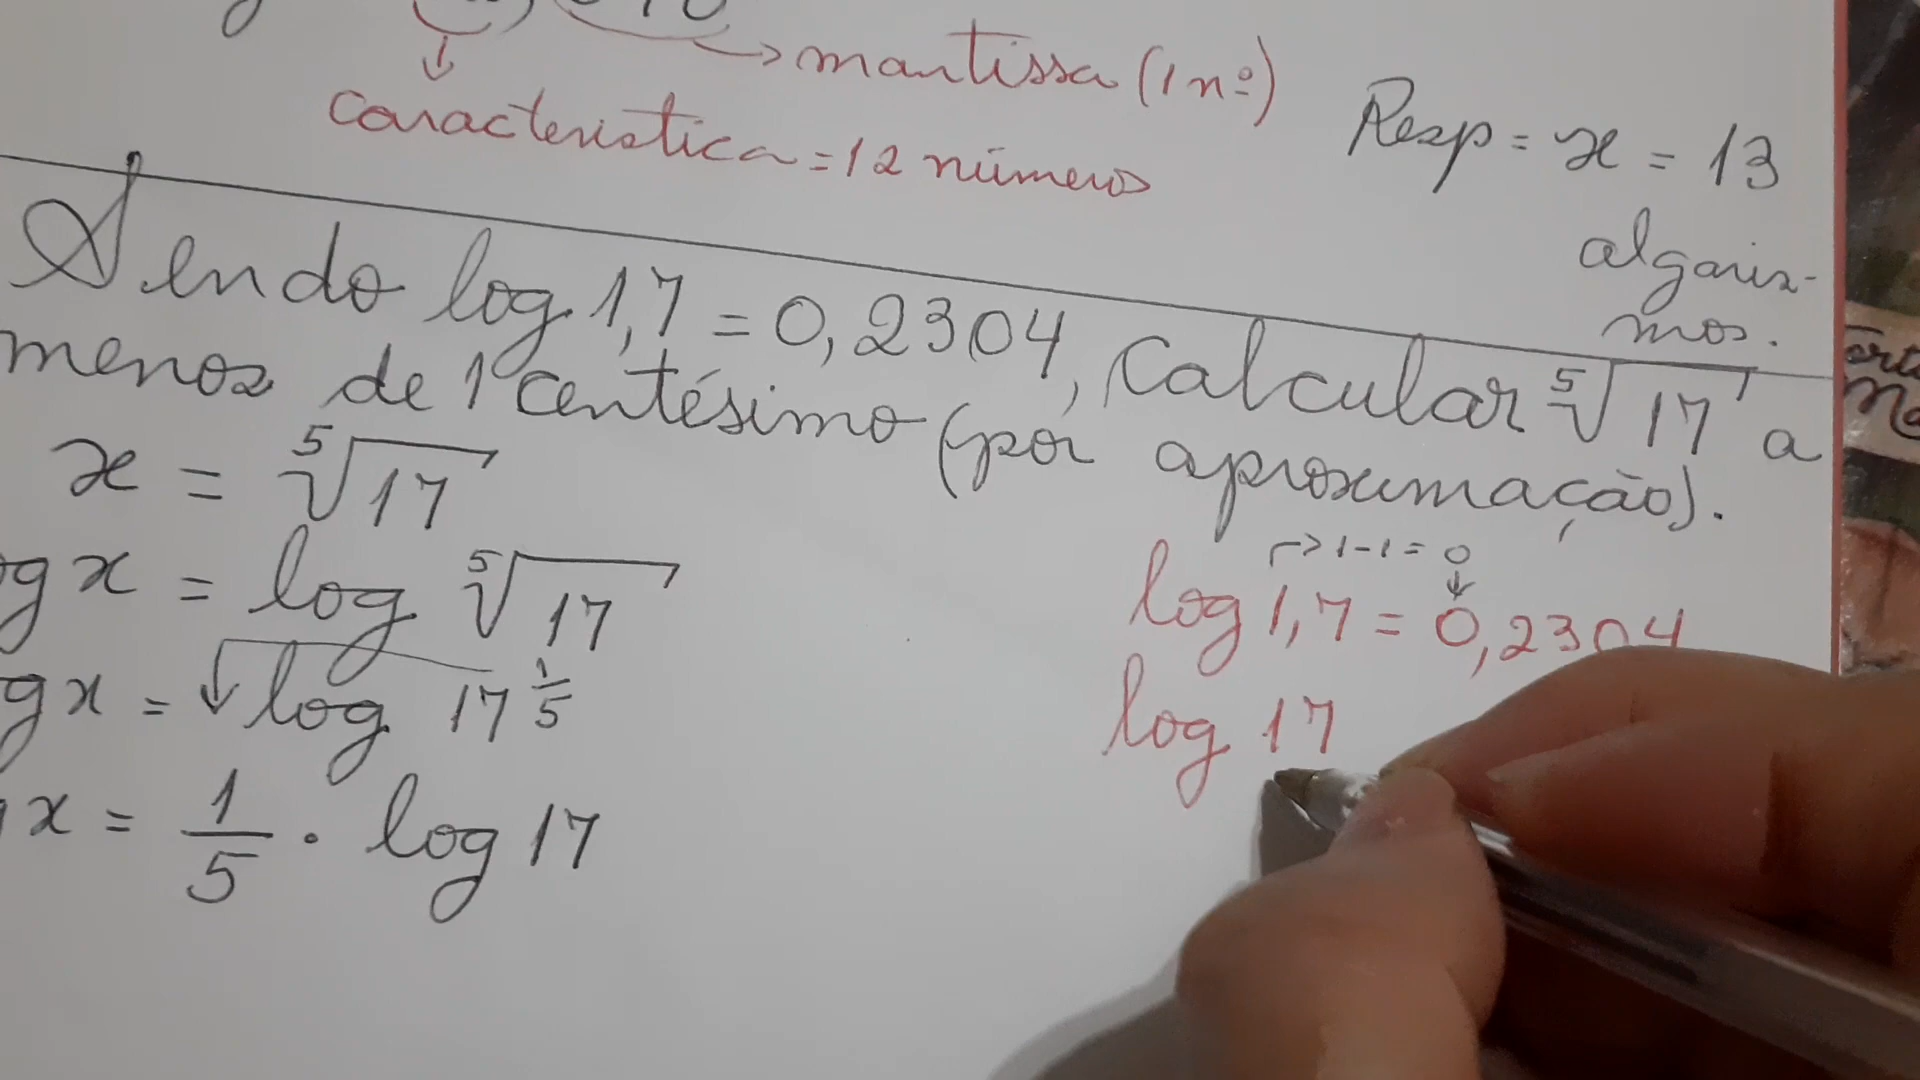 mantissa (1 nº)
característica = 12 números
Resp = x = 13
algaris-
mos.
Sendo log 1,7 = 0,2304, Calcular ⁵√17 a
menos de 1 centésimo (por aproximação).
x = ⁵√17
gx = log ⁵√17
gx = log 17 1/5
x = 1/5 · log 17
→ 1-1 = 0
log 1,7 = 0,2304
log 17